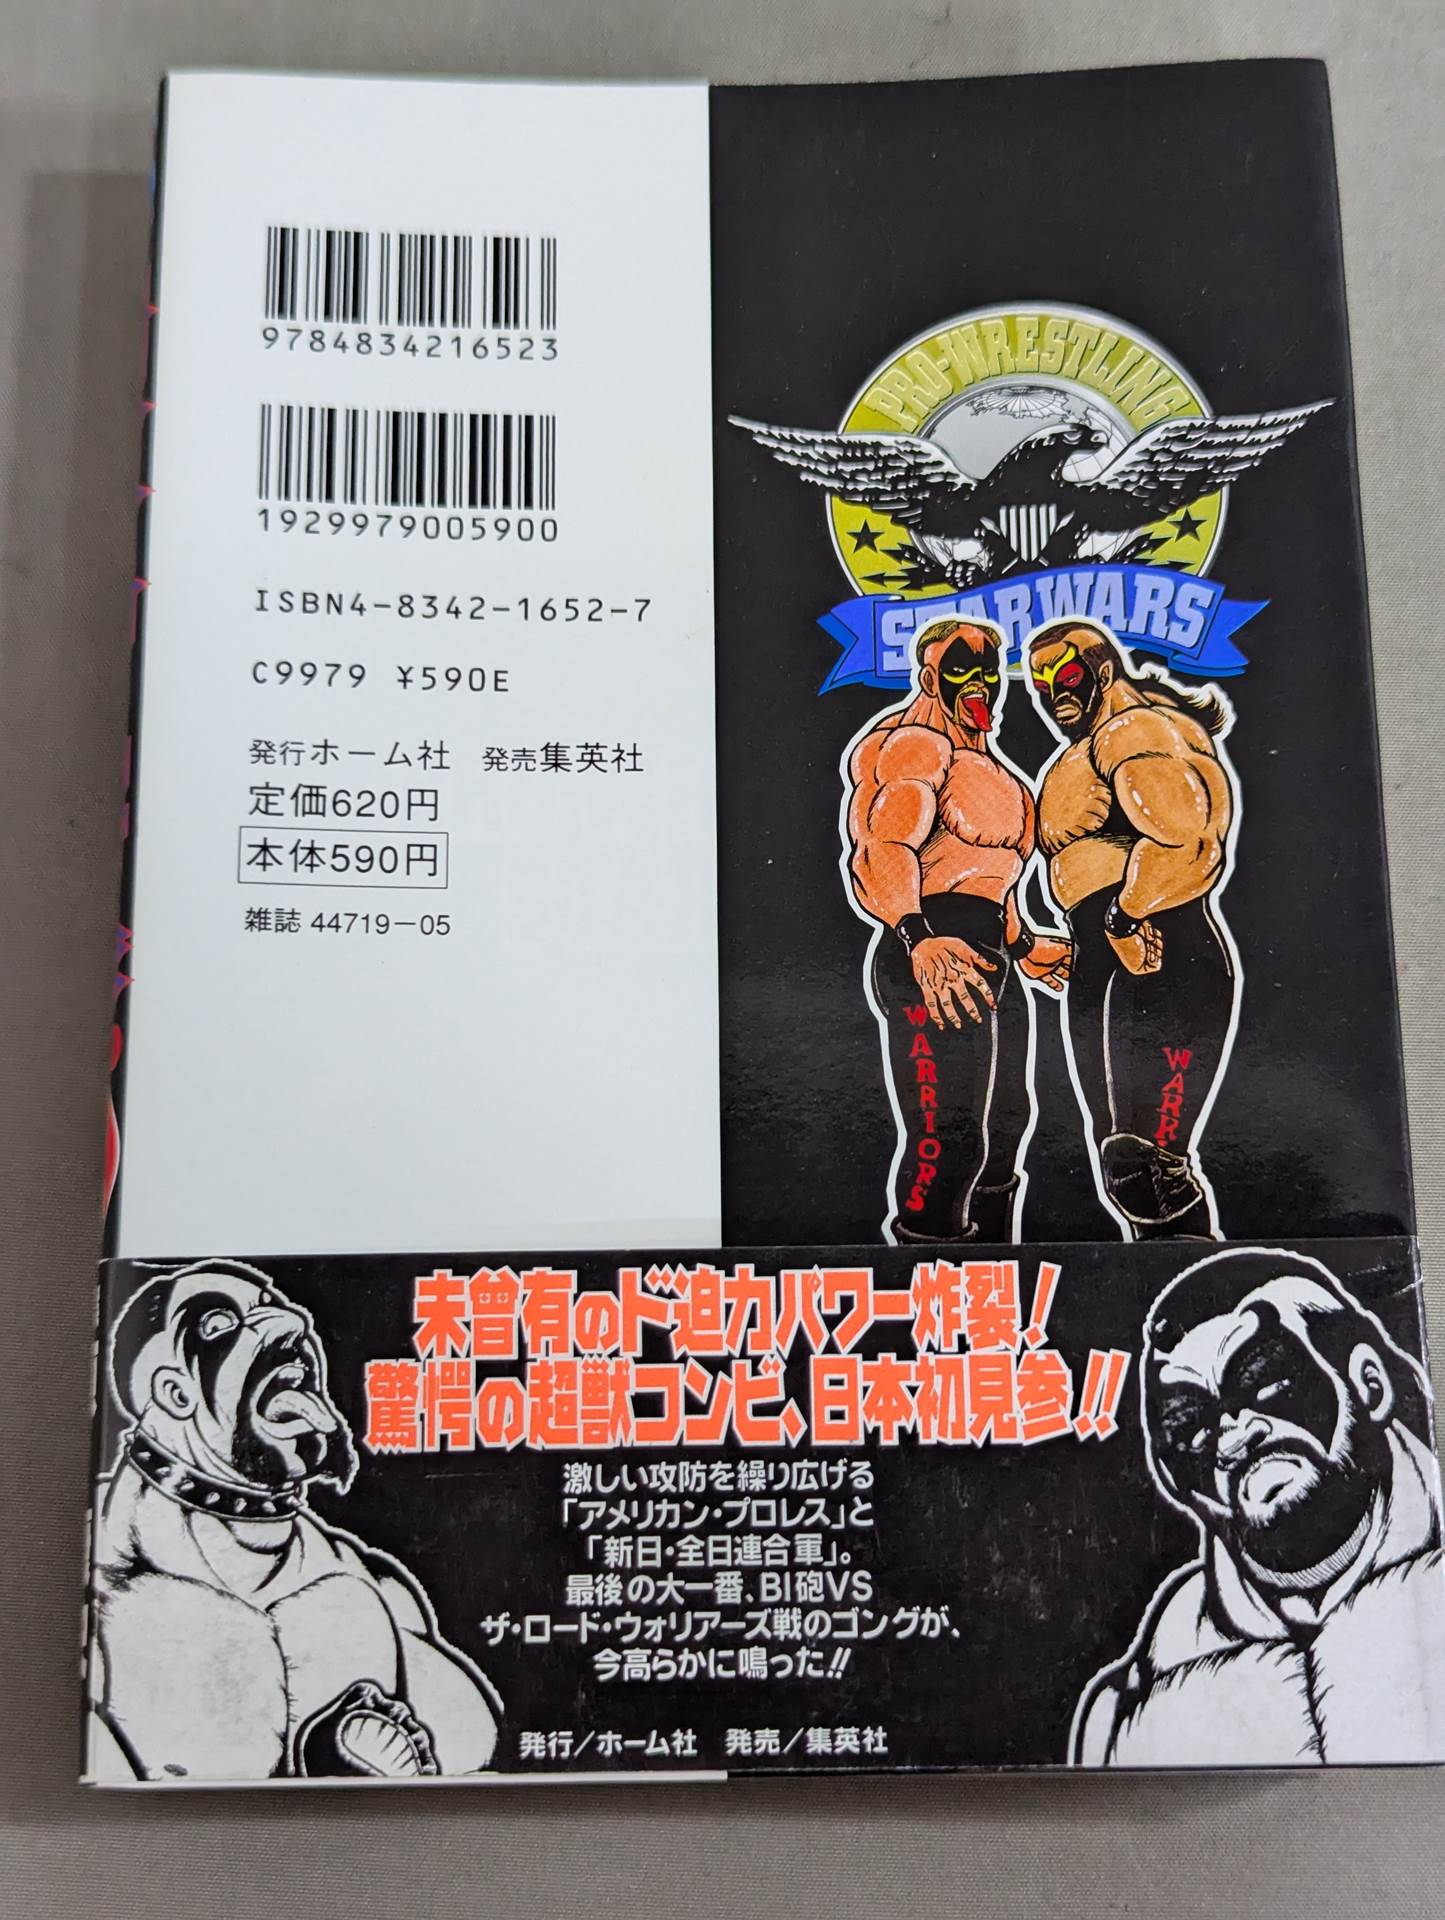 9784834216523
1929979005900
ISBN4-8342-1652-7
C9979 ¥590E
発行ホーム社 発売集英社
定価620円
本体590円
雑誌 44719-05
PRO-WRESTLING
STAR WARS
WARRIORS
WARR
未曾有のド迫力パワー炸裂!
驚愕の超獣コンビ、日本初見参!!
激しい攻防を繰り広げる
「アメリカン・プロレス」と
「新日・全日連合軍」。
最後の大一番、BI砲VS
ザ・ロード・ウォリアーズ戦のゴングが、
今高らかに鳴った!!
発行/ホーム社 発売/集英社